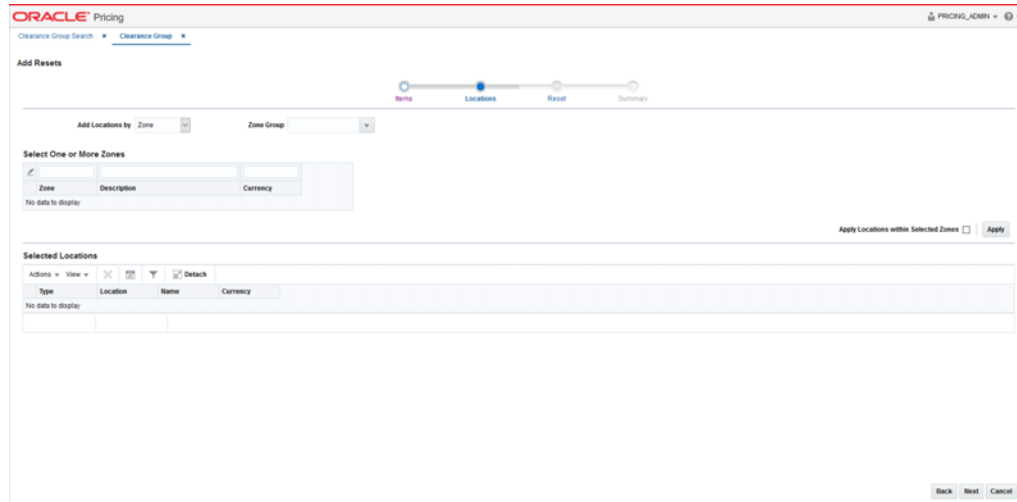 ORACLE® Pricing
PRICING_ADMIN
Clearance Group Search × Clearance Group ×
Add Resets
Items Locations Reset Summary
Add Locations by Zone Zone Group
Select One or More Zones
Zone Description Currency
No data to display
Apply Locations within Selected Zones Apply
Selected Locations
Actions View Detach
Type Location Name Currency
No data to display
Back Next Cancel